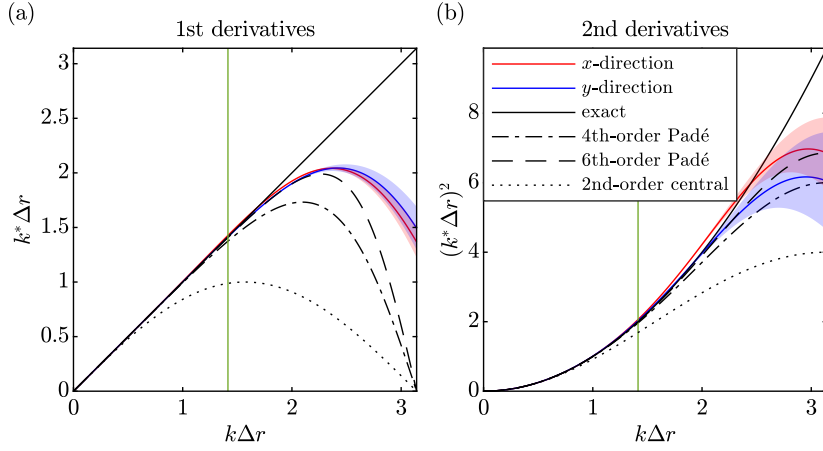 (a)
1st derivatives
3
2.5
2
1.5
1
0.5
0
0
1
2
3
k*Δr
kΔr
(b)
2nd derivatives
x-direction
y-direction
exact
4th-order Padé
6th-order Padé
2nd-order central
8
6
4
2
0
0
1
2
3
(k*Δr)²
kΔr